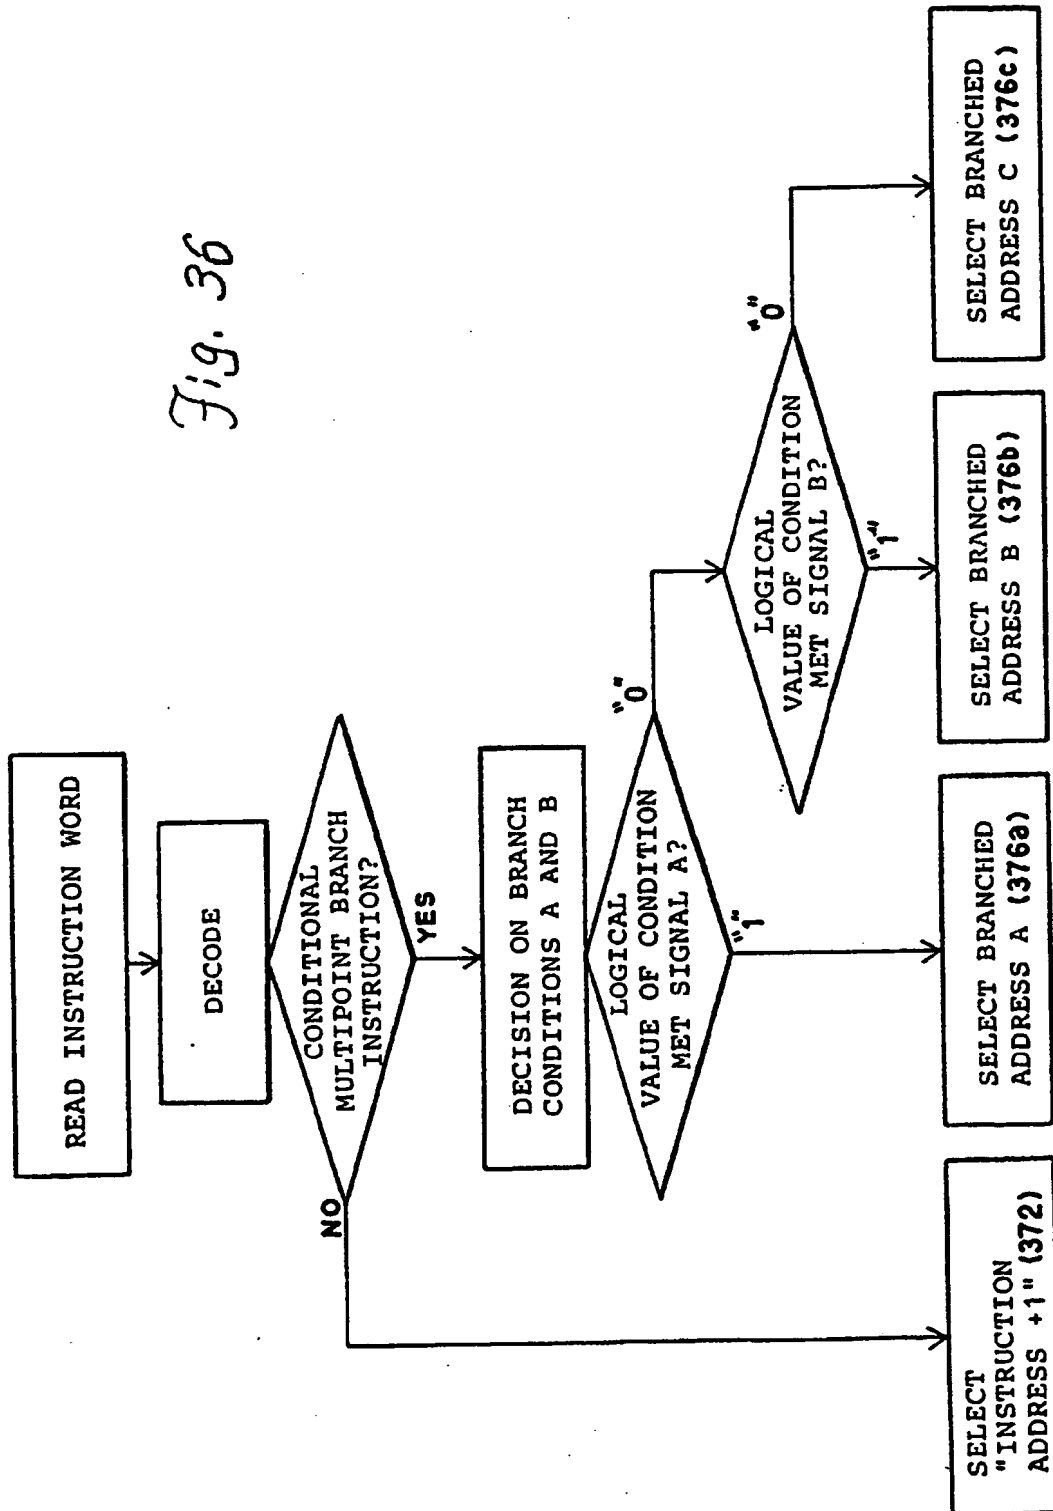 Fig. 36
READ INSTRUCTION WORD
DECODE
CONDITIONAL
MULTIPOINT BRANCH
INSTRUCTION?
NO
YES
DECISION ON BRANCH
CONDITIONS A AND B
LOGICAL
VALUE OF CONDITION
MET SIGNAL A?
"0"
"1"
LOGICAL
VALUE OF CONDITION
MET SIGNAL B?
"0"
"1"
SELECT
"INSTRUCTION
ADDRESS +1" (372)
SELECT BRANCHED
ADDRESS A (376a)
SELECT BRANCHED
ADDRESS B (376b)
SELECT BRANCHED
ADDRESS C (376c)